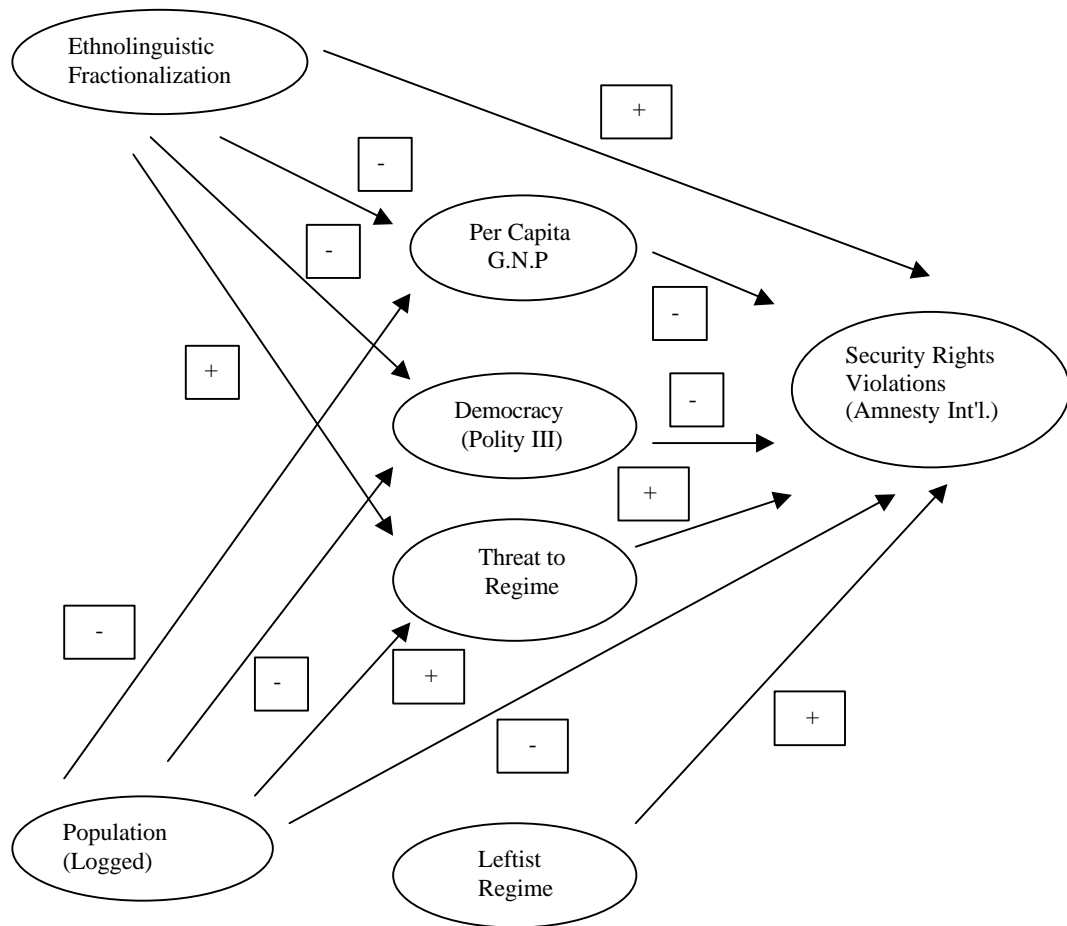 Ethnolinguistic
Fractionalization
+
-
-
Per Capita
G.N.P
-
+
Security Rights
Violations
(Amnesty Int'l.)
-
Democracy
(Polity III)
+
Threat to
Regime
-
-
+
-
+
Population
(Logged)
Leftist
Regime